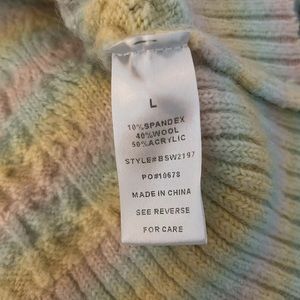 L
10%SPANDEX
40%WOOL
50%ACRYLIC
STYLE#BSW2197
PO#10678
MADE IN CHINA
SEE REVERSE
FOR CARE